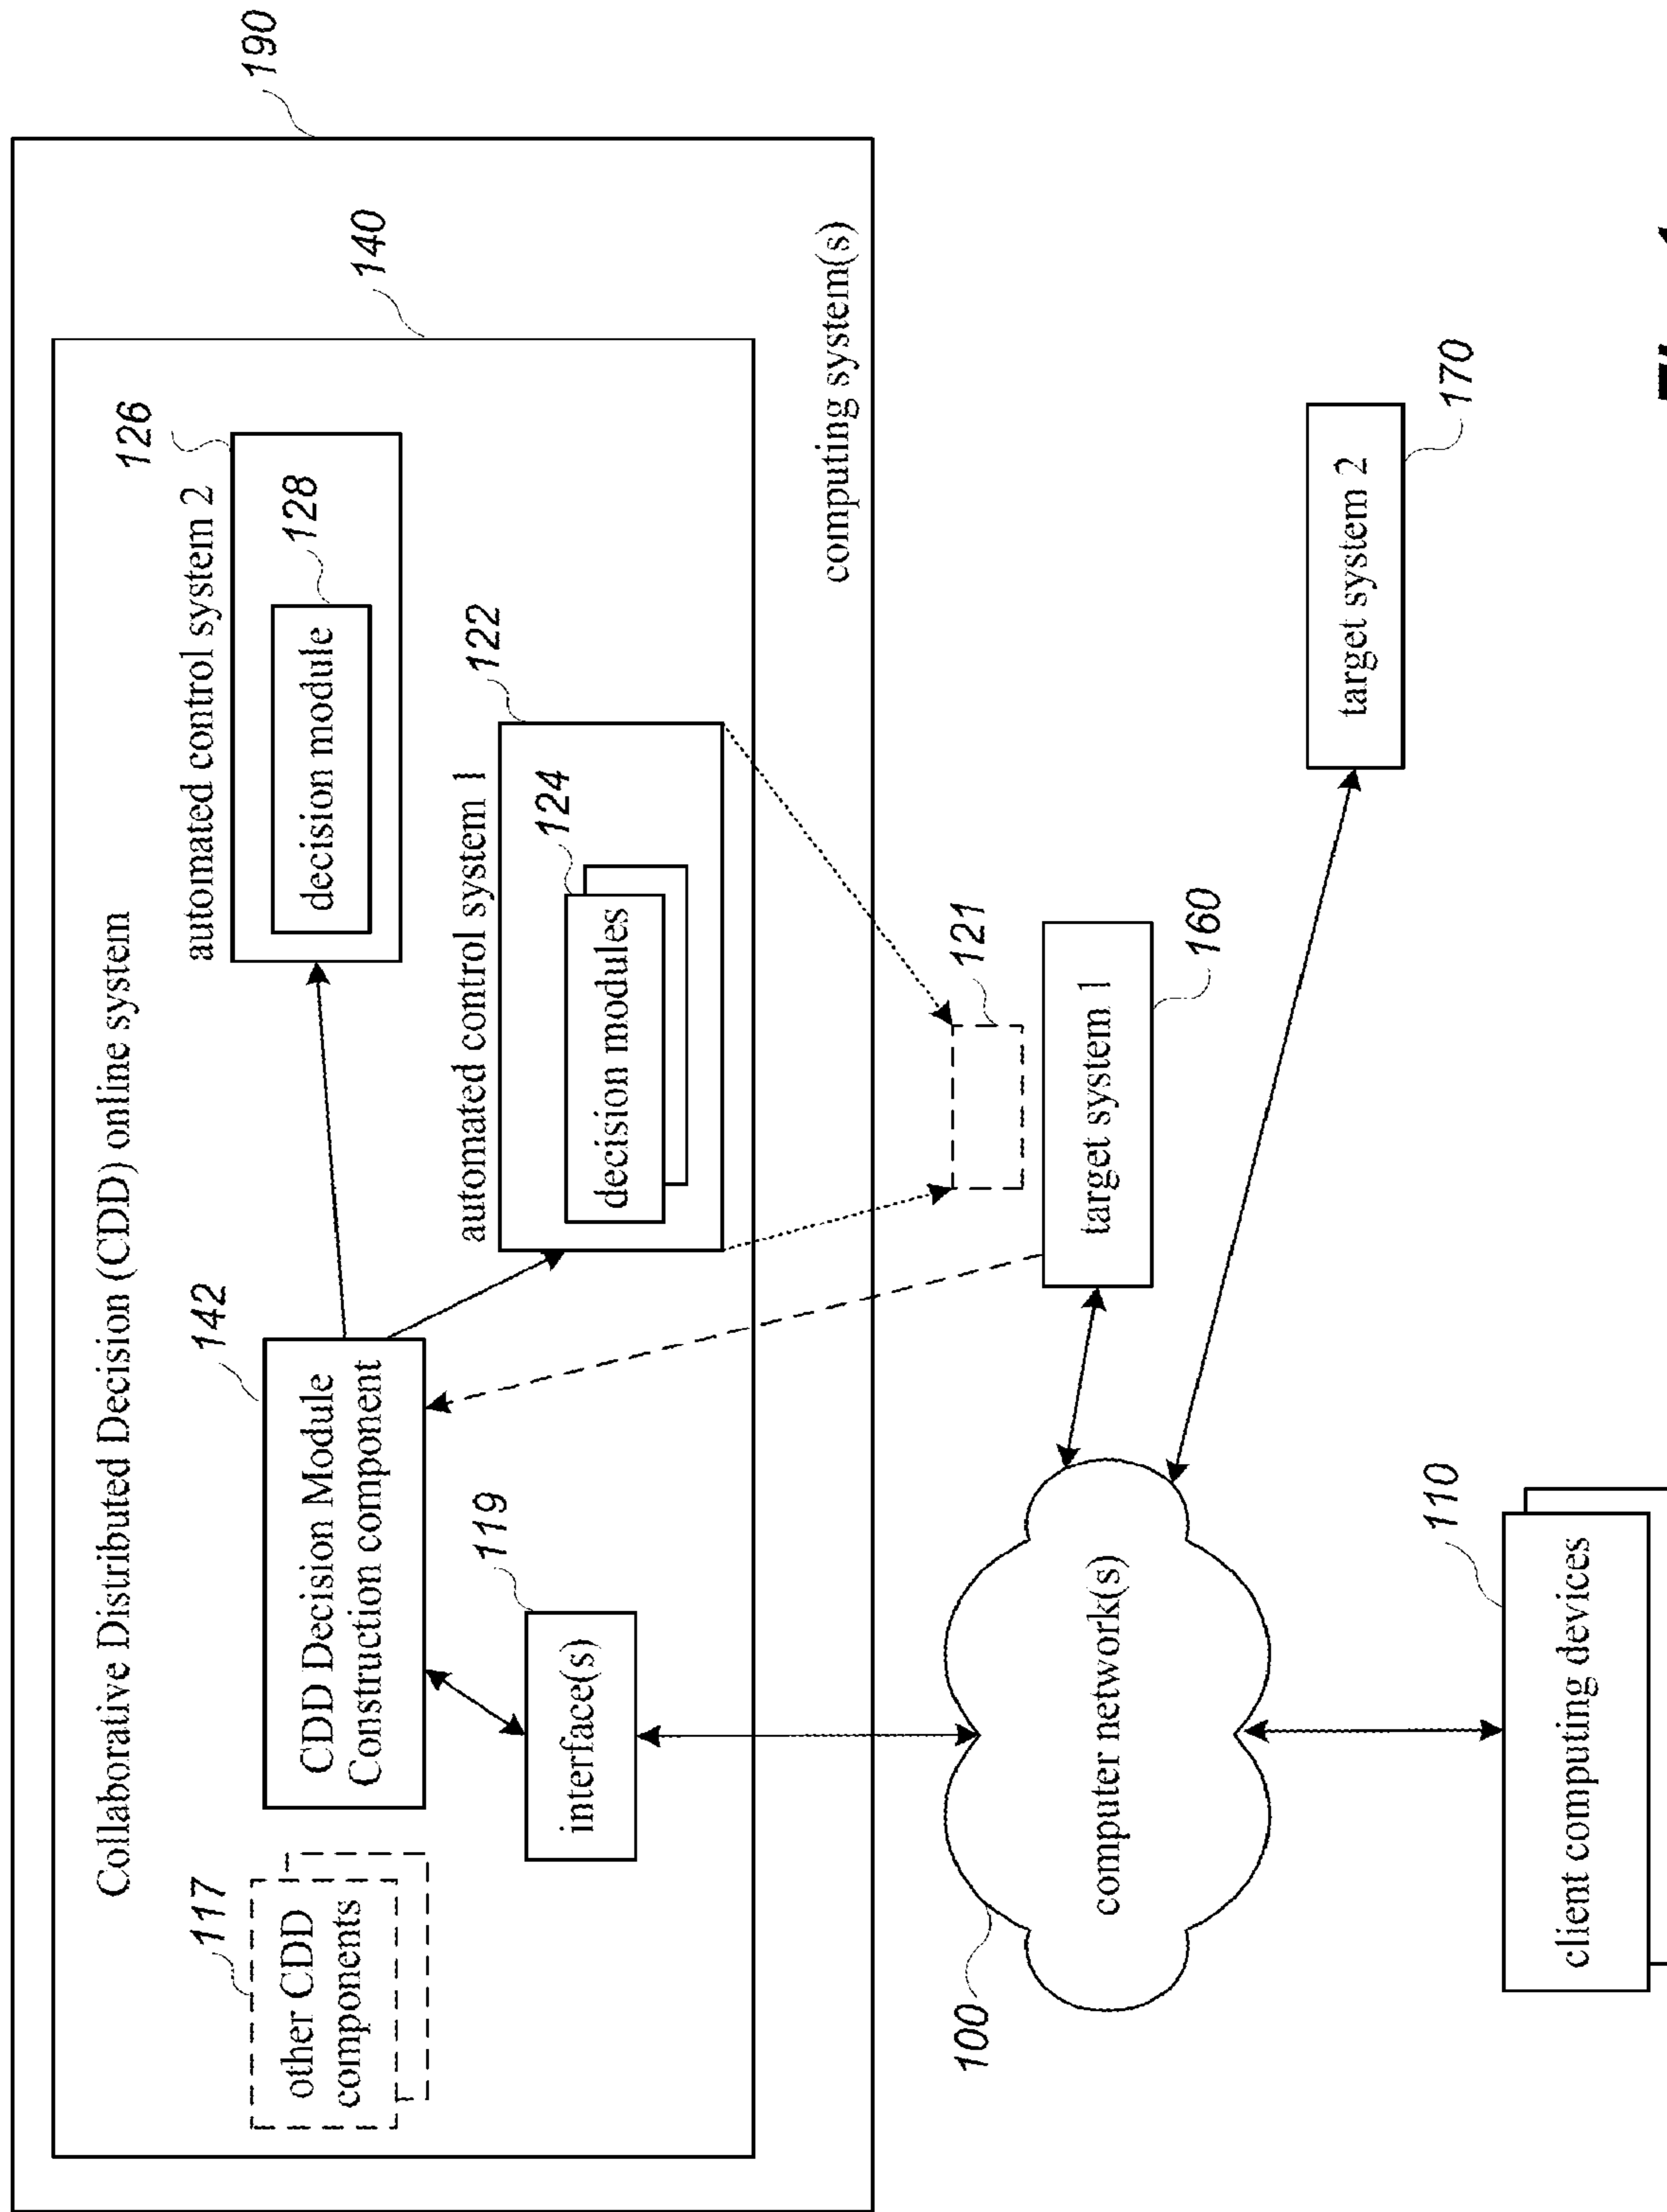 190
Collaborative Distributed Decision (CDD) online system
140
126
automated control system 2
128
decision module
142
CDD Decision Module
Construction component
117
other CDD
components
122
automated control system 1
124
decision modules
119
interface(s)
computing system(s)
121
160
target system 1
170
target system 2
100
computer network(s)
110
client computing devices